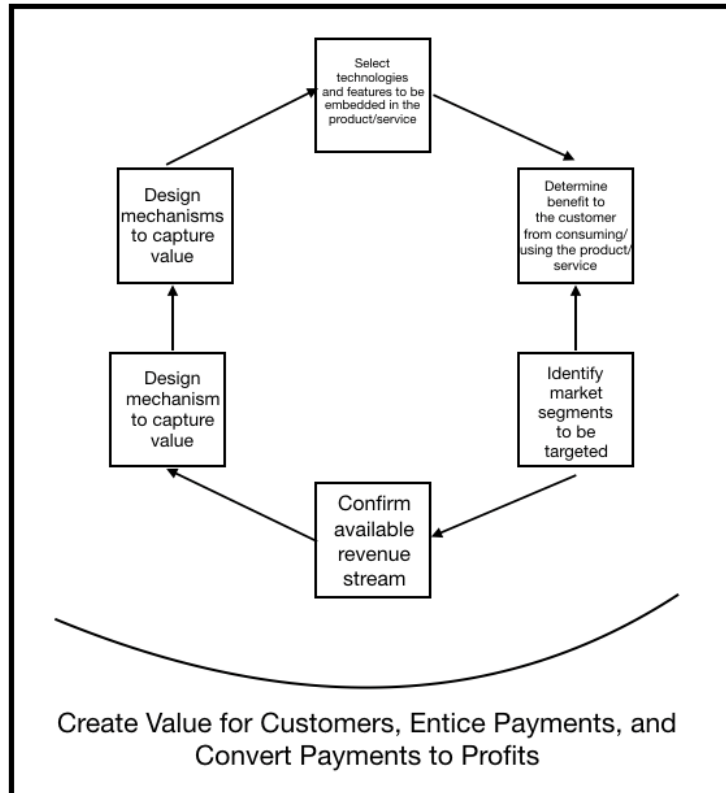 Select
technologies
and features to be
embedded in the
product/service
Determine
benefit to
the customer
from consuming/
using the product/
service
Identify
market
segments
to be
targeted
Confirm
available
revenue
stream
Design
mechanism
to capture
value
Design
mechanisms
to capture
value
Create Value for Customers, Entice Payments, and
Convert Payments to Profits